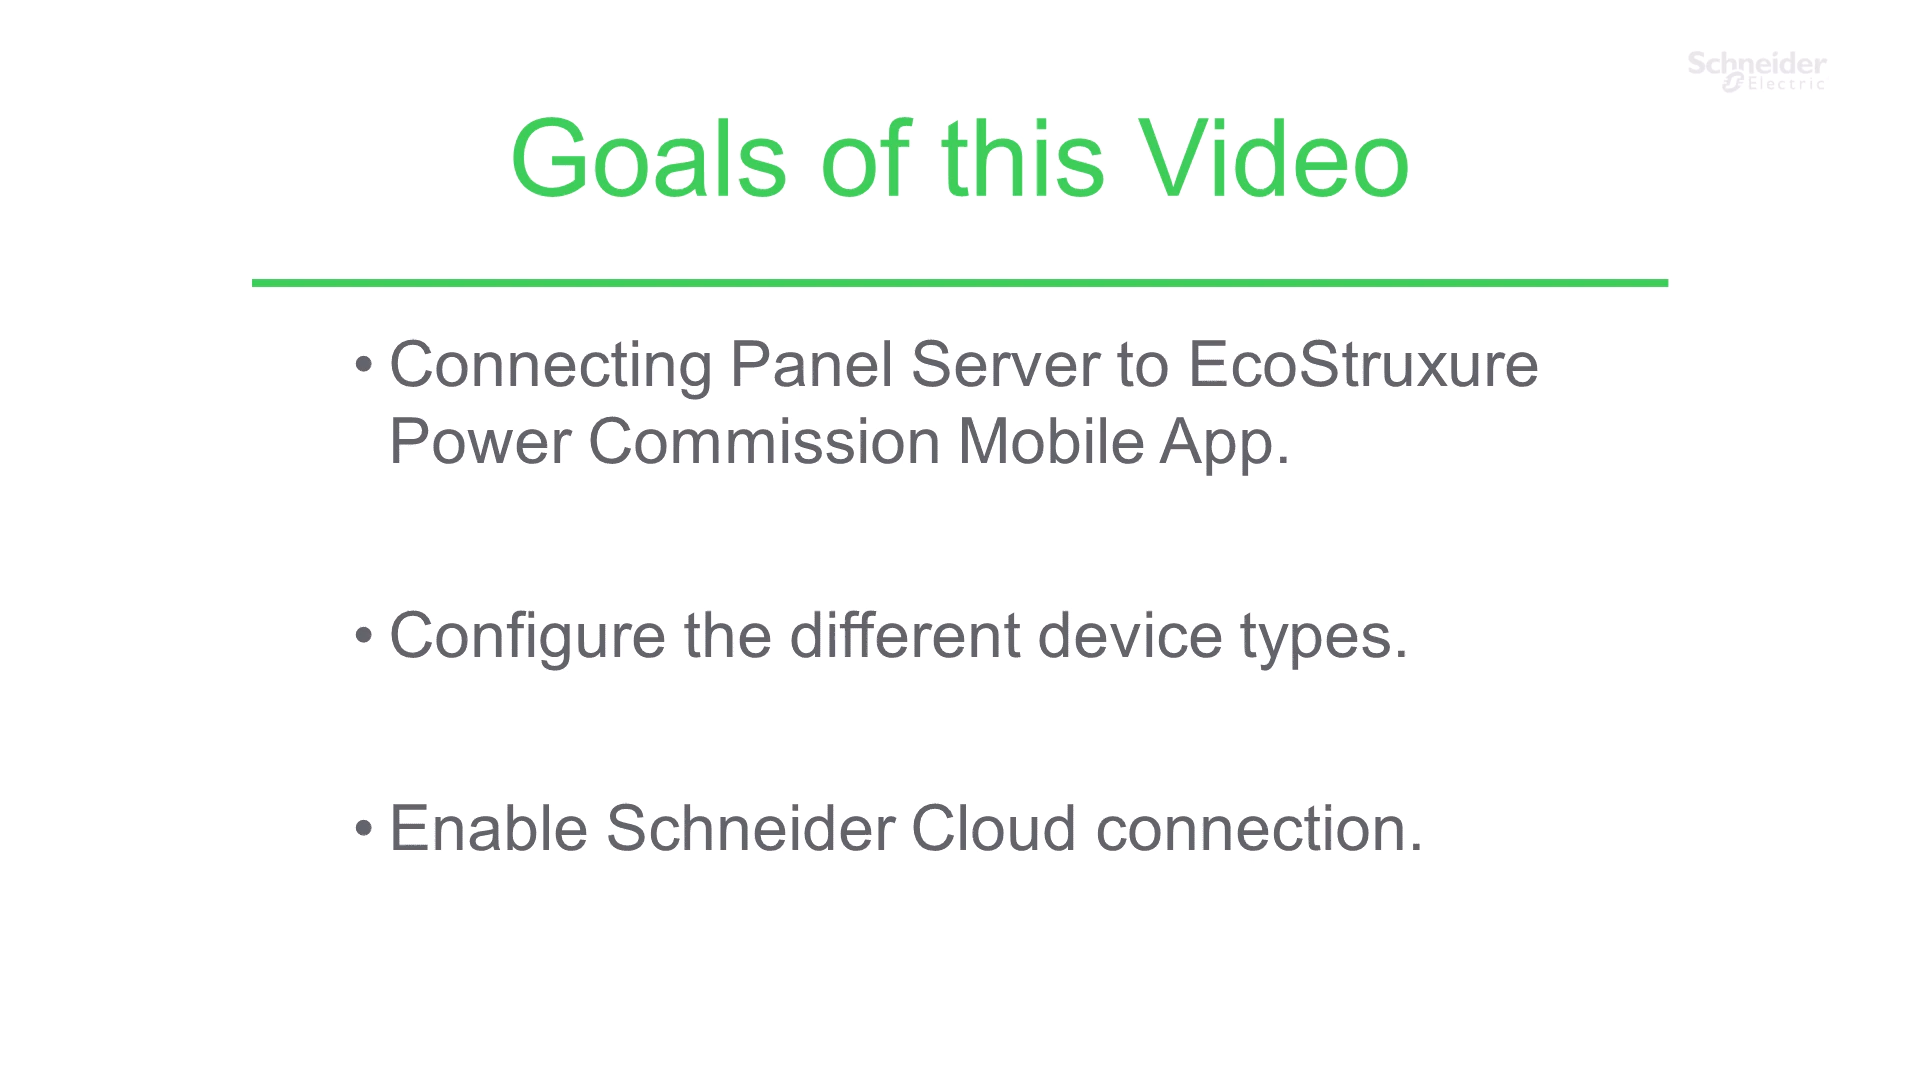 Schneider
Electric
Goals of this Video
• Connecting Panel Server to EcoStruxure
Power Commission Mobile App.
• Configure the different device types.
• Enable Schneider Cloud connection.